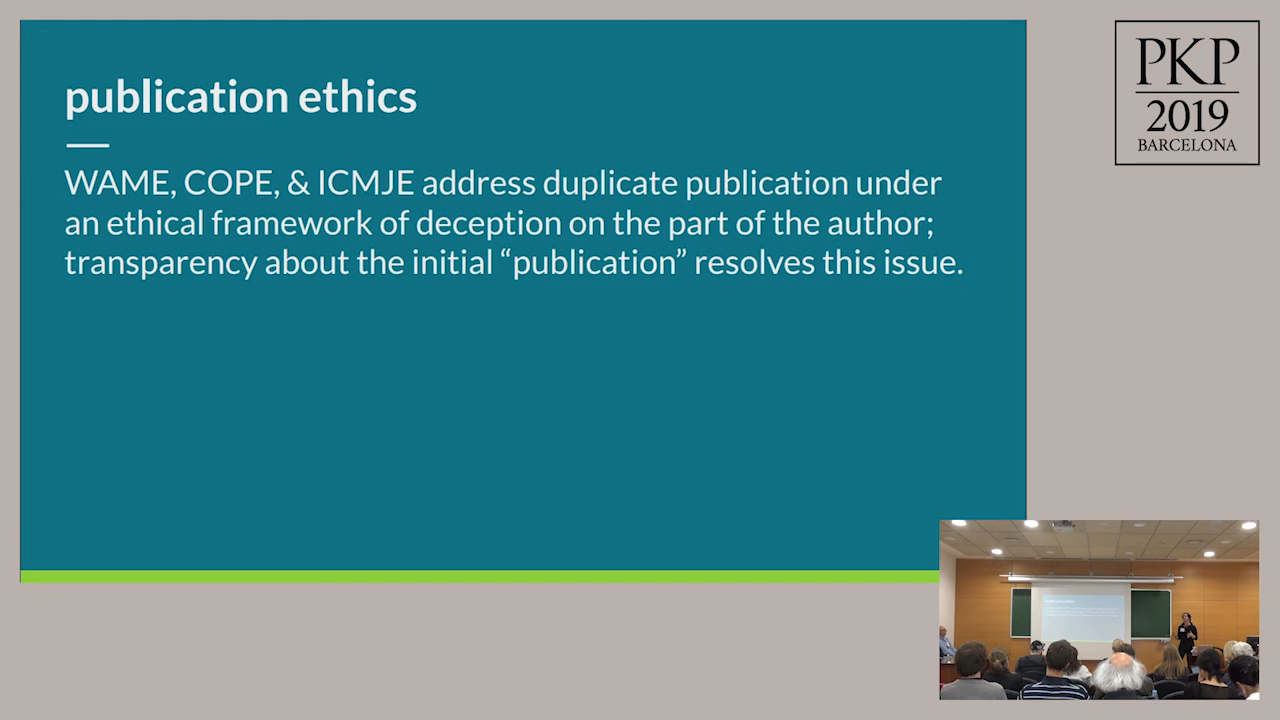 publication ethics
WAME, COPE, & ICMJE address duplicate publication under
an ethical framework of deception on the part of the author;
transparency about the initial “publication” resolves this issue.
PKP
2019
BARCELONA